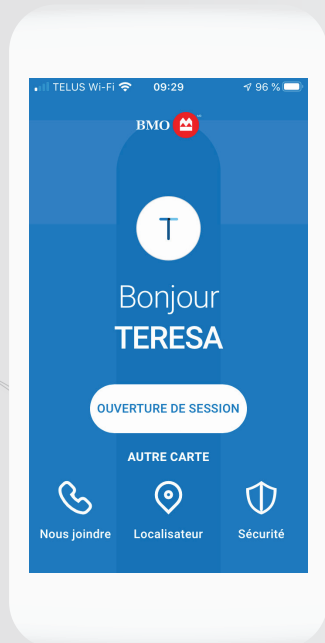 TELUS Wi-Fi 09:29 96 %
BMO
T
Bonjour
TERESA
OUVERTURE DE SESSION
AUTRE CARTE
Nous joindre Localisateur Sécurité